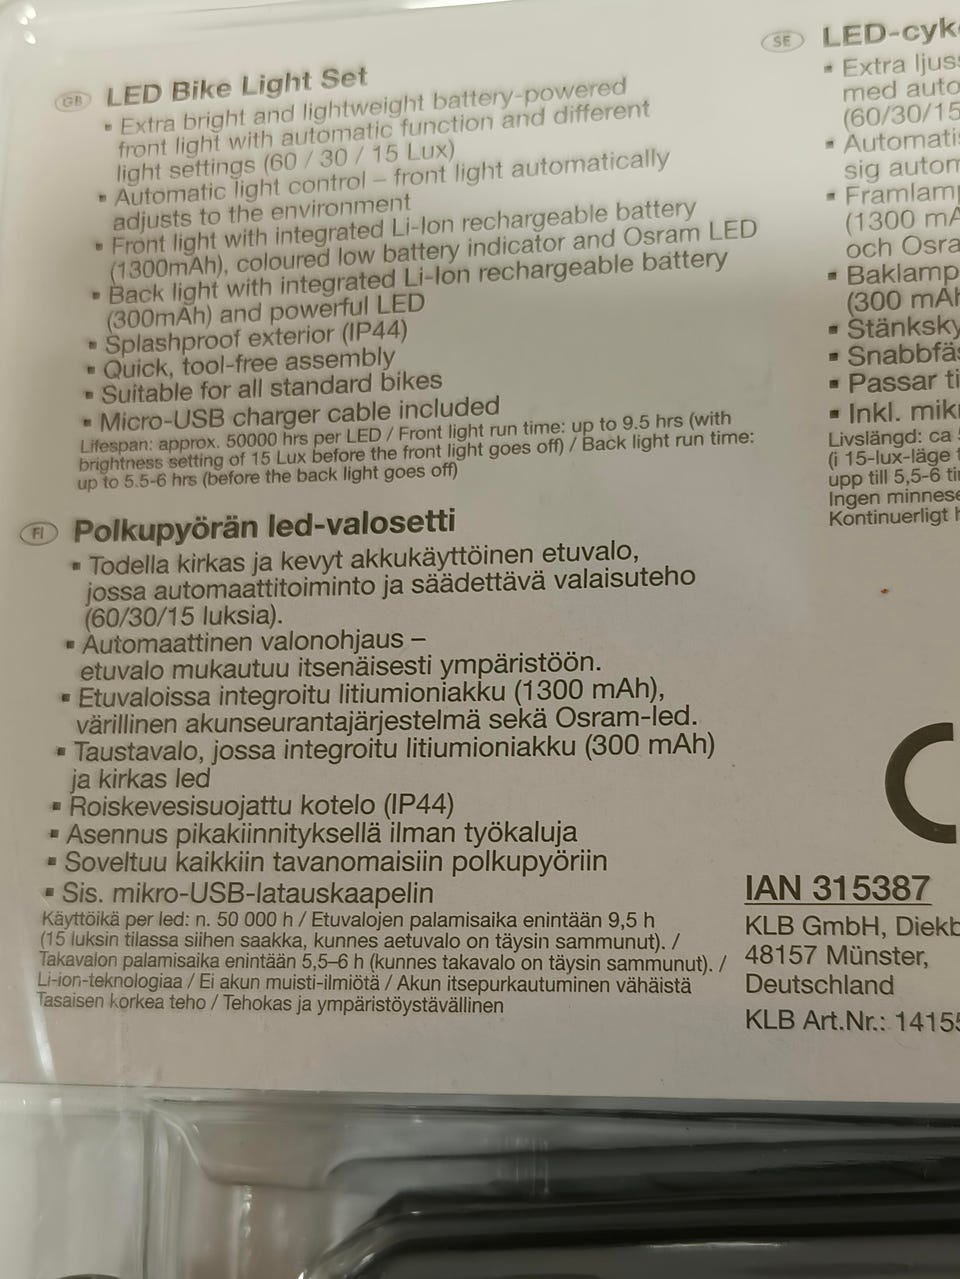 GB LED Bike Light Set
▪ Extra bright and lightweight battery-powered
front light with automatic function and different
light settings (60 / 30 / 15 Lux)
▪ Automatic light control – front light automatically
adjusts to the environment
▪ Front light with integrated Li-Ion rechargeable battery
(1300mAh), coloured low battery indicator and Osram LED
▪ Back light with integrated Li-Ion rechargeable battery
(300mAh) and powerful LED
▪ Splashproof exterior (IP44)
▪ Quick, tool-free assembly
▪ Suitable for all standard bikes
▪ Micro-USB charger cable included
Lifespan: approx. 50000 hrs per LED / Front light run time: up to 9.5 hrs (with
brightness setting of 15 Lux before the front light goes off) / Back light run time:
up to 5.5-6 hrs (before the back light goes off)
FI Polkupyörän led-valosetti
▪ Todella kirkas ja kevyt akkukäyttöinen etuvalo,
jossa automaattitoiminto ja säädettävä valaisuteho
(60/30/15 luksia).
▪ Automaattinen valonohjaus –
etuvalo mukautuu itsenäisesti ympäristöön.
▪ Etuvaloissa integroitu litiumioniakku (1300 mAh),
värillinen akunseurantajärjestelmä sekä Osram-led.
▪ Taustavalo, jossa integroitu litiumioniakku (300 mAh)
ja kirkas led
▪ Roiskevesisuojattu kotelo (IP44)
▪ Asennus pikakiinnityksellä ilman työkaluja
▪ Soveltuu kaikkiin tavanomaisiin polkupyöriin
▪ Sis. mikro-USB-latauskaapelin
Käyttöikä per led: n. 50 000 h / Etuvalojen palamisaika enintään 9,5 h
(15 luksin tilassa siihen saakka, kunnes aetuvalo on täysin sammunut). /
Takavalon palamisaika enintään 5,5–6 h (kunnes takavalo on täysin sammunut). /
Li-ion-teknologiaa / Ei akun muisti-ilmiötä / Akun itsepurkautuminen vähäistä
Tasaisen korkea teho / Tehokas ja ympäristöystävällinen
SE LED-cyk
▪ Extra ljus
med auto
(60/30/15
▪ Automatis
sig autom
▪ Framlamp
(1300 mA
och Osra
▪ Baklamp
(300 mAh
▪ Stänksky
▪ Snabbfäs
▪ Passar ti
▪ Inkl. mik
Livslängd: ca
(i 15-lux-läge
upp till 5,5-6 ti
Ingen minnese
Kontinuerligt h
C
IAN 315387
KLB GmbH, Diekb
48157 Münster,
Deutschland
KLB Art.Nr.: 14155